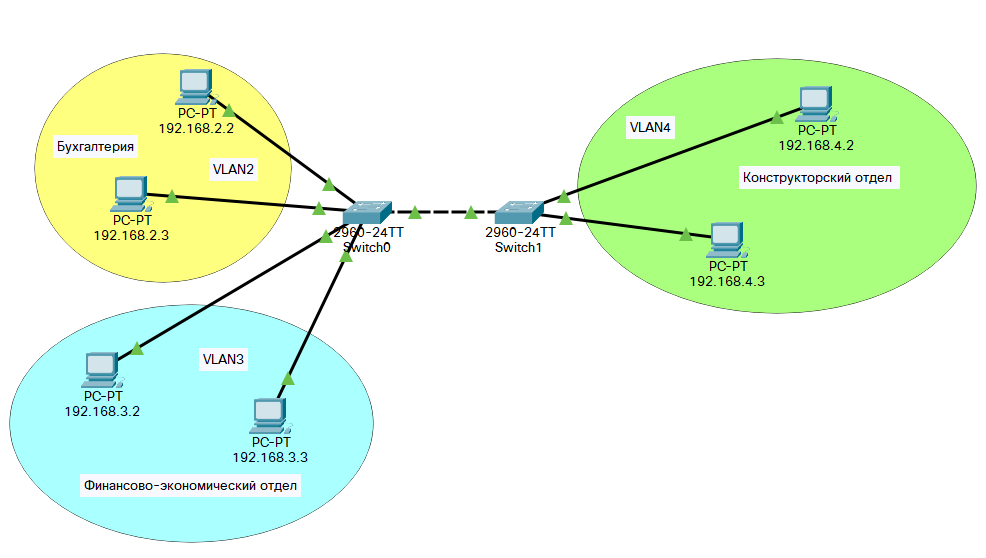 PC-PT
192.168.2.2
Бухгалтерия
VLAN2
PC-PT
192.168.2.3
2960-24TT
Switch0
2960-24TT
Switch1
VLAN4
PC-PT
192.168.4.2
Конструкторский отдел
PC-PT
192.168.4.3
VLAN3
PC-PT
192.168.3.2
PC-PT
192.168.3.3
Финансово-экономический отдел